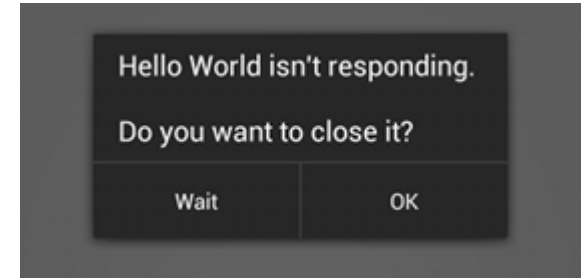 Hello World isn't responding.
Do you want to close it?
Wait
OK